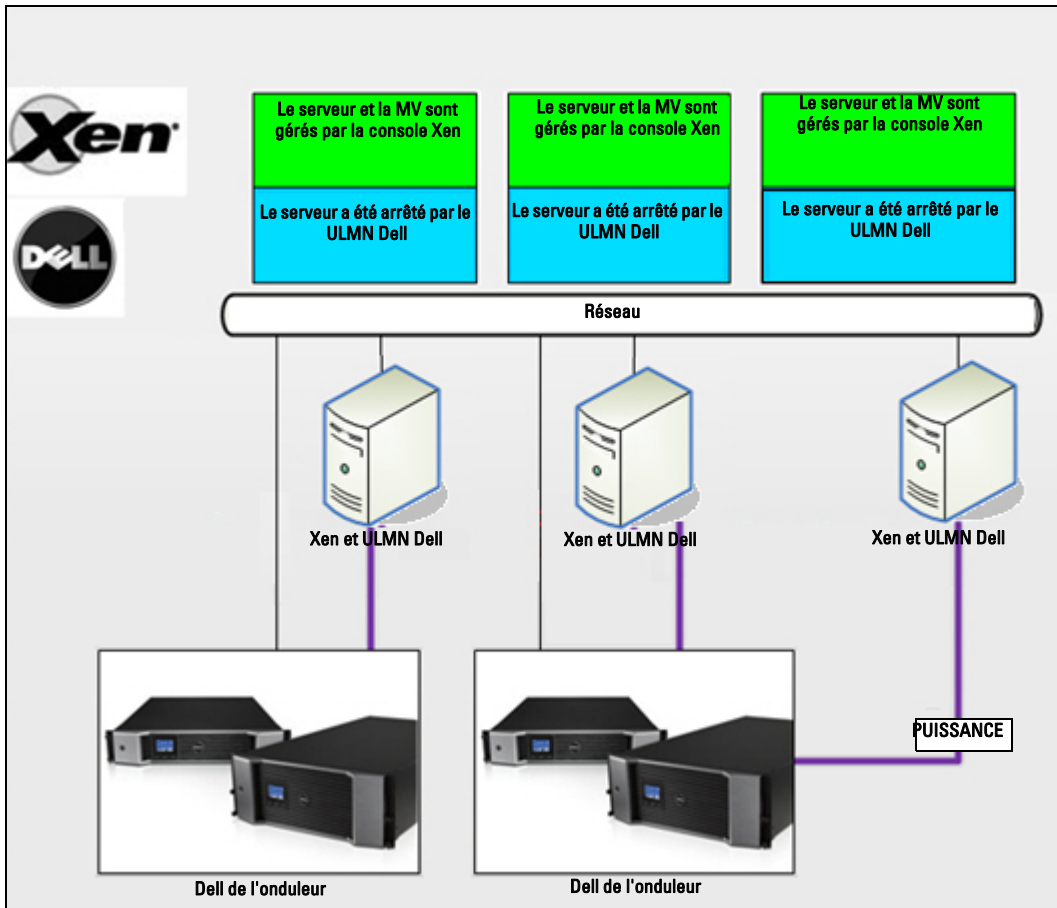 Xen
DELL
Le serveur et la MV sont
gérés par la console Xen
Le serveur a été arrêté par le
ULMN Dell
Le serveur et la MV sont
gérés par la console Xen
Le serveur a été arrêté par le
ULMN Dell
Le serveur et la MV sont
gérés par la console Xen
Le serveur a été arrêté par le
ULMN Dell
Réseau
Xen et ULMN Dell
Xen et ULMN Dell
Xen et ULMN Dell
PUISSANCE
Dell de l'onduleur
Dell de l'onduleur